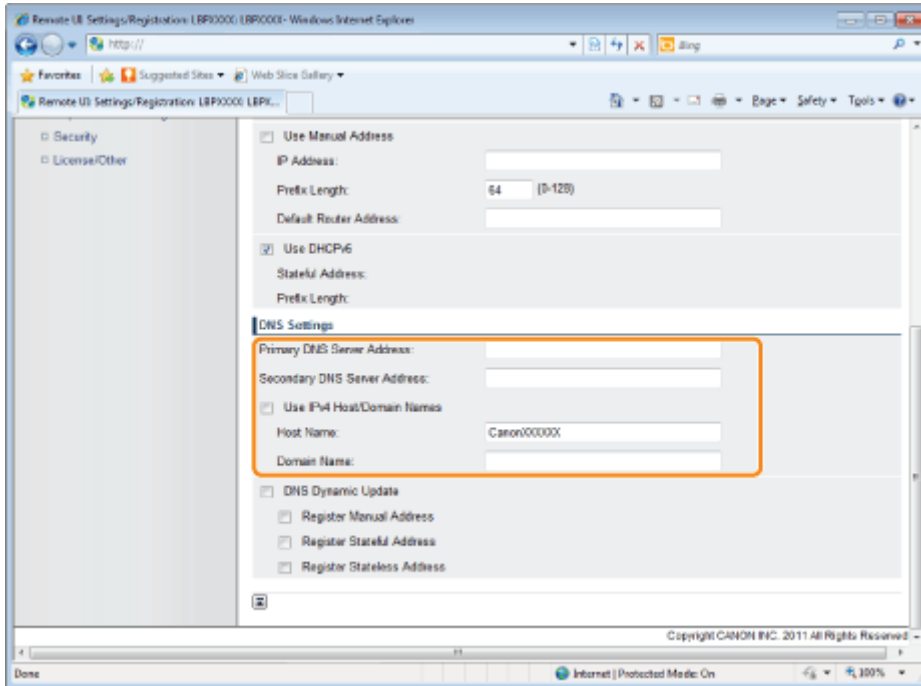 Remote UI: Settings/Registration: LBPXXXX: LBPXXXX - Windows Internet Explorer
http://
Bing
Favorites Suggested Sites Web Slice Gallery
Remote UI: Settings/Registration: LBPXXXX: LBPX...
Page Safety Tools
Security
License/Other
Use Manual Address
IP Address:
Prefix Length: 64 (0-128)
Default Router Address:
Use DHCPv6
Stateful Address:
Prefix Length:
DNS Settings
Primary DNS Server Address:
Secondary DNS Server Address:
Use IPv4 Host/Domain Names
Host Name: CanonXXXXXX
Domain Name:
DNS Dynamic Update
Register Manual Address
Register Stateful Address
Register Stateless Address
Copyright CANON INC. 2011 All Rights Reserved
Done Internet | Protected Mode: On 100%